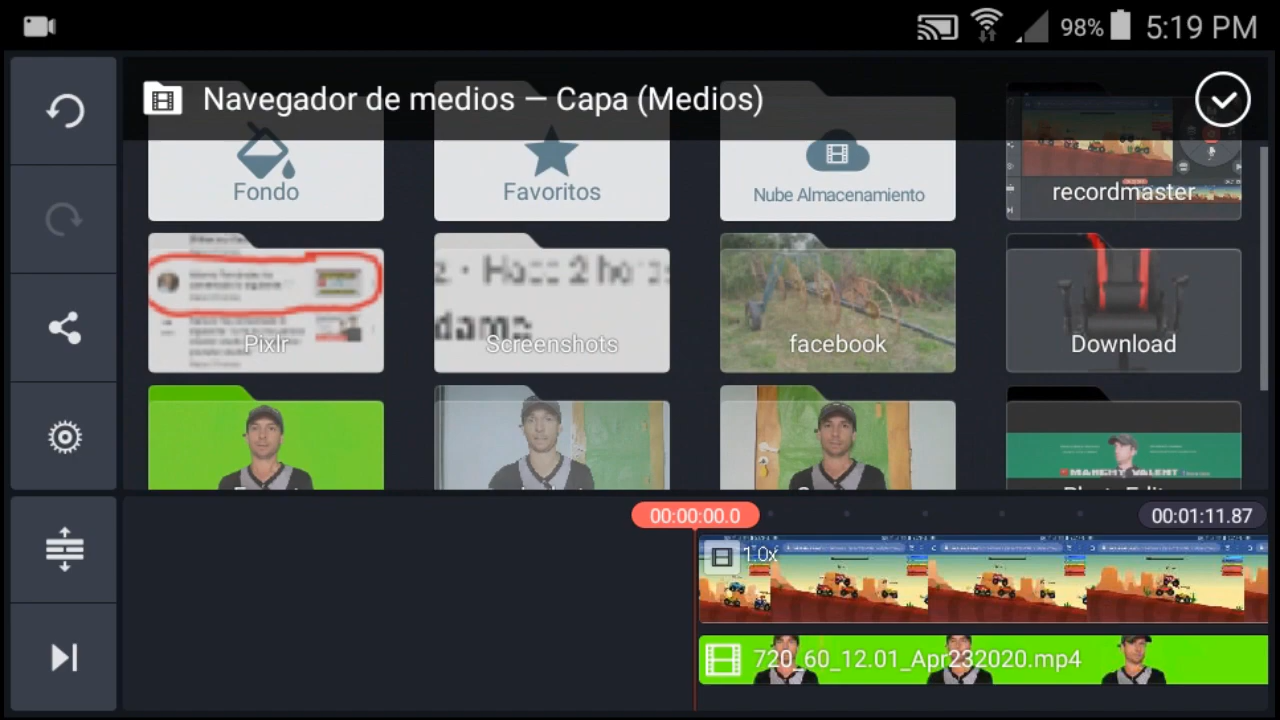 98% 5:19 PM
Navegador de medios — Capa (Medios)
Fondo
Favoritos
Nube Almacenamiento
recordmaster
Pixlr
Screenshots
facebook
Download
00:00:00.0
00:01:11.87
1.0x
720_60_12.01_Apr232020.mp4